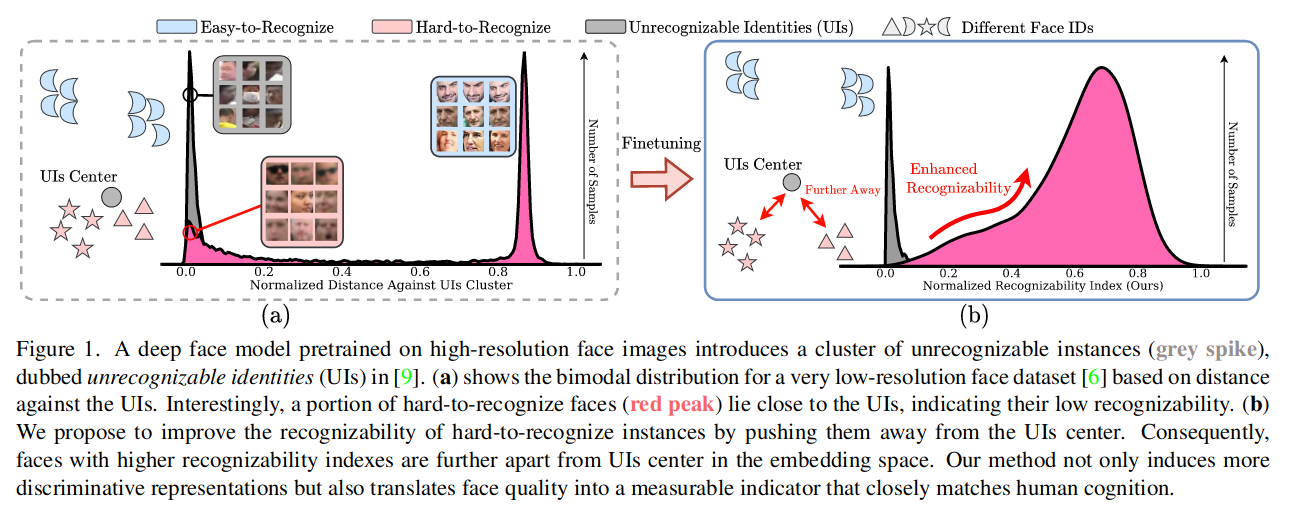 Easy-to-Recognize Hard-to-Recognize Unrecognizable Identities (UIs) Different Face IDs
UIs Center
Number of Samples
0.0 0.2 0.4 0.6 0.8 1.0
Normalized Distance Against UIs Cluster
(a)
Finetuning
UIs Center
Further Away
Enhanced
Recognizability
Number of Samples
0.0 0.2 0.4 0.6 0.8 1.0
Normalized Recognizability Index (Ours)
(b)
Figure 1. A deep face model pretrained on high-resolution face images introduces a cluster of unrecognizable instances (grey spike),
dubbed unrecognizable identities (UIs) in [9]. (a) shows the bimodal distribution for a very low-resolution face dataset [6] based on distance
against the UIs. Interestingly, a portion of hard-to-recognize faces (red peak) lie close to the UIs, indicating their low recognizability. (b)
We propose to improve the recognizability of hard-to-recognize instances by pushing them away from the UIs center. Consequently,
faces with higher recognizability indexes are further apart from UIs center in the embedding space. Our method not only induces more
discriminative representations but also translates face quality into a measurable indicator that closely matches human cognition.